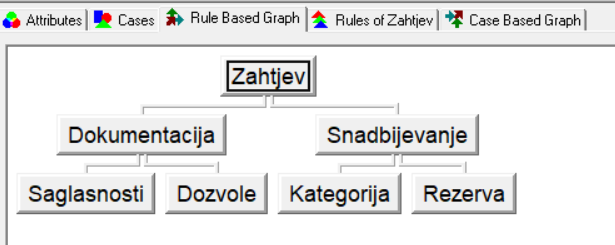 Attributes Cases Rule Based Graph Rules of Zahtjev Case Based Graph
Zahtjev
Dokumentacija Snadbijevanje
Saglasnosti Dozvole Kategorija Rezerva